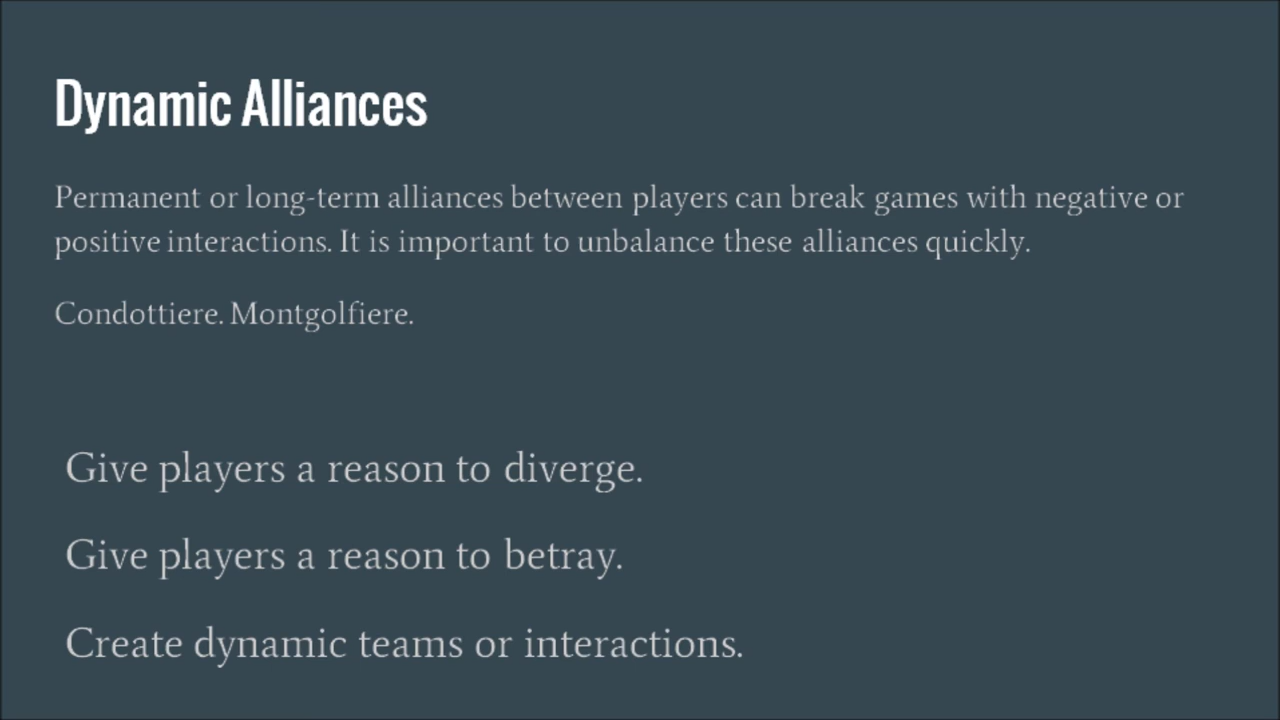 Dynamic Alliances
Permanent or long-term alliances between players can break games with negative or
positive interactions. It is important to unbalance these alliances quickly.
Condottiere. Montgolfiere.
Give players a reason to diverge.
Give players a reason to betray.
Create dynamic teams or interactions.